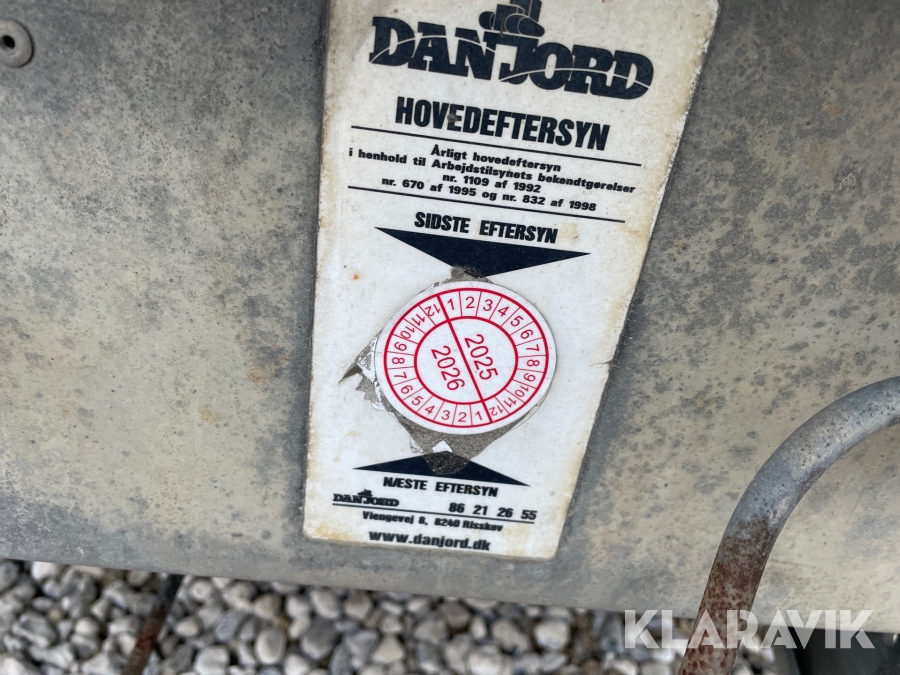 DANJORD
HOVEDEFTERSYN
Årligt hovedeftersyn
i henhold til Arbejdstilsynets bekendtgørelser
nr. 1109 af 1992
nr. 670 af 1995 og nr. 832 af 1998
SIDSTE EFTERSYN
1 2 3 4 5 6 7 8 9 10 11 12
2025
2026
1 2 3 4 5 6 7 8 9 10 11 12
NÆSTE EFTERSYN
DANJORD 86 21 26 55
Viengevej 8, 8240 Risskov
www.danjord.dk
KLARAVIK